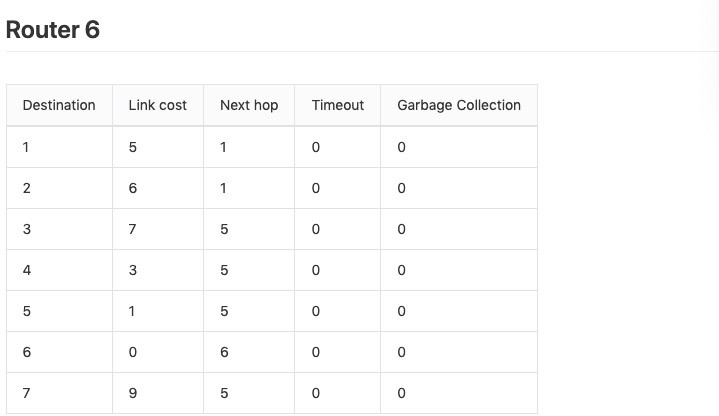 Router 6
Destination Link cost Next hop Timeout Garbage Collection
1 5 1 0 0
2 6 1 0 0
3 7 5 0 0
4 3 5 0 0
5 1 5 0 0
6 0 6 0 0
7 9 5 0 0